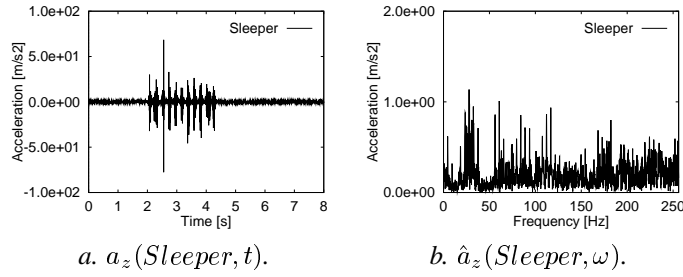 1.0e+02
5.0e+01
0.0e+00
-5.0e+01
-1.0e+02
Acceleration [m/s2]
Sleeper
0 1 2 3 4 5 6 7 8
Time [s]
a. a_z(Sleeper, t).
2.0e+00
1.0e+00
0.0e+00
Acceleration [m/s2]
Sleeper
0 50 100 150 200 250
Frequency [Hz]
b. â_z(Sleeper, ω).